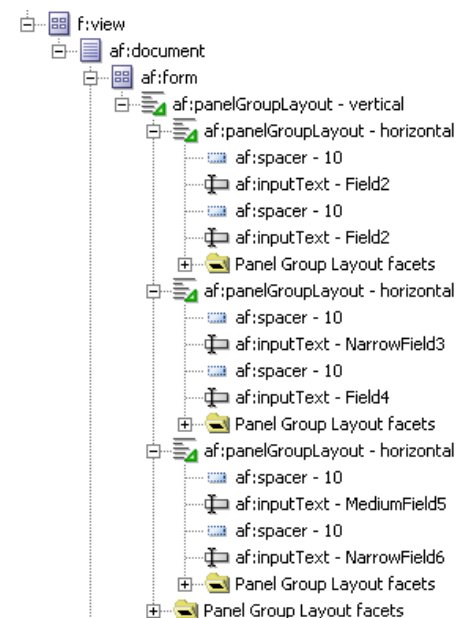 f:view
af:document
af:form
af:panelGroupLayout - vertical
af:panelGroupLayout - horizontal
af:spacer - 10
af:inputText - Field2
af:spacer - 10
af:inputText - Field2
Panel Group Layout facets
af:panelGroupLayout - horizontal
af:spacer - 10
af:inputText - NarrowField3
af:spacer - 10
af:inputText - Field4
Panel Group Layout facets
af:panelGroupLayout - horizontal
af:spacer - 10
af:inputText - MediumField5
af:spacer - 10
af:inputText - NarrowField6
Panel Group Layout facets
Panel Group Layout facets